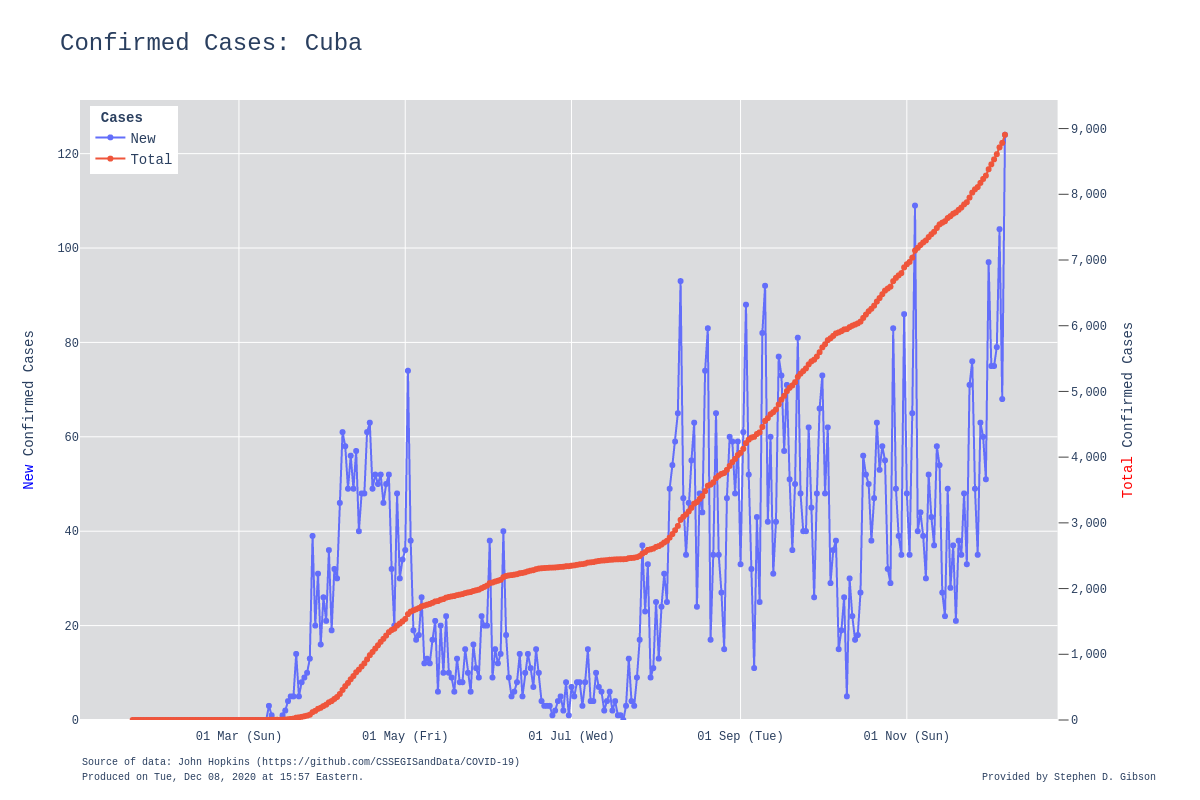 Confirmed Cases: Cuba
Cases
New
Total
120
100
80
60
40
20
0
9,000
8,000
7,000
6,000
5,000
4,000
3,000
2,000
1,000
0
New Confirmed Cases
Total Confirmed Cases
01 Mar (Sun)
01 May (Fri)
01 Jul (Wed)
01 Sep (Tue)
01 Nov (Sun)
Source of data: John Hopkins (https://github.com/CSSEGISandData/COVID-19)
Produced on Tue, Dec 08, 2020 at 15:57 Eastern.
Provided by Stephen D. Gibson